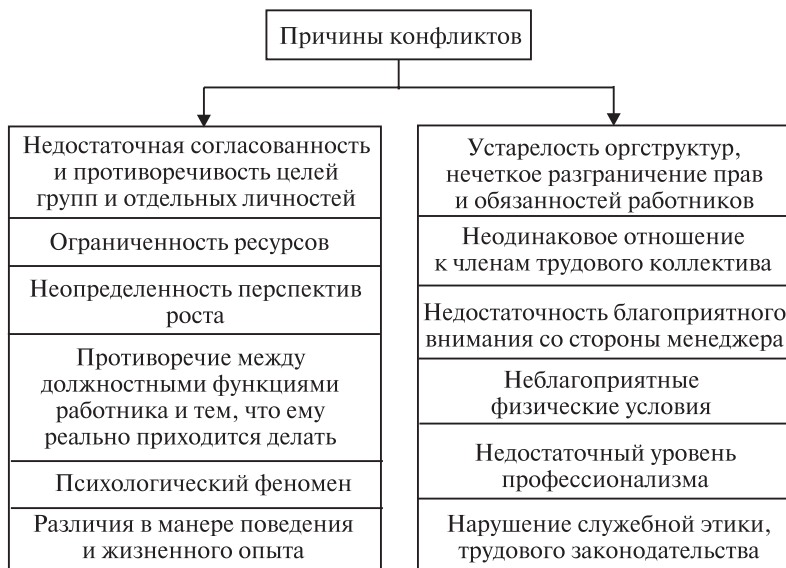 Причины конфликтов
Недостаточная согласованность
и противоречивость целей
групп и отдельных личностей
Ограниченность ресурсов
Неопределенность перспектив
роста
Противоречие между
должностными функциями
работника и тем, что ему
реально приходится делать
Психологический феномен
Различия в манере поведения
и жизненного опыта
Устарелость оргструктур,
нечеткое разграничение прав
и обязанностей работников
Неодинаковое отношение
к членам трудового коллектива
Недостаточность благоприятного
внимания со стороны менеджера
Неблагоприятные
физические условия
Недостаточный уровень
профессионализма
Нарушение служебной этики,
трудового законодательства